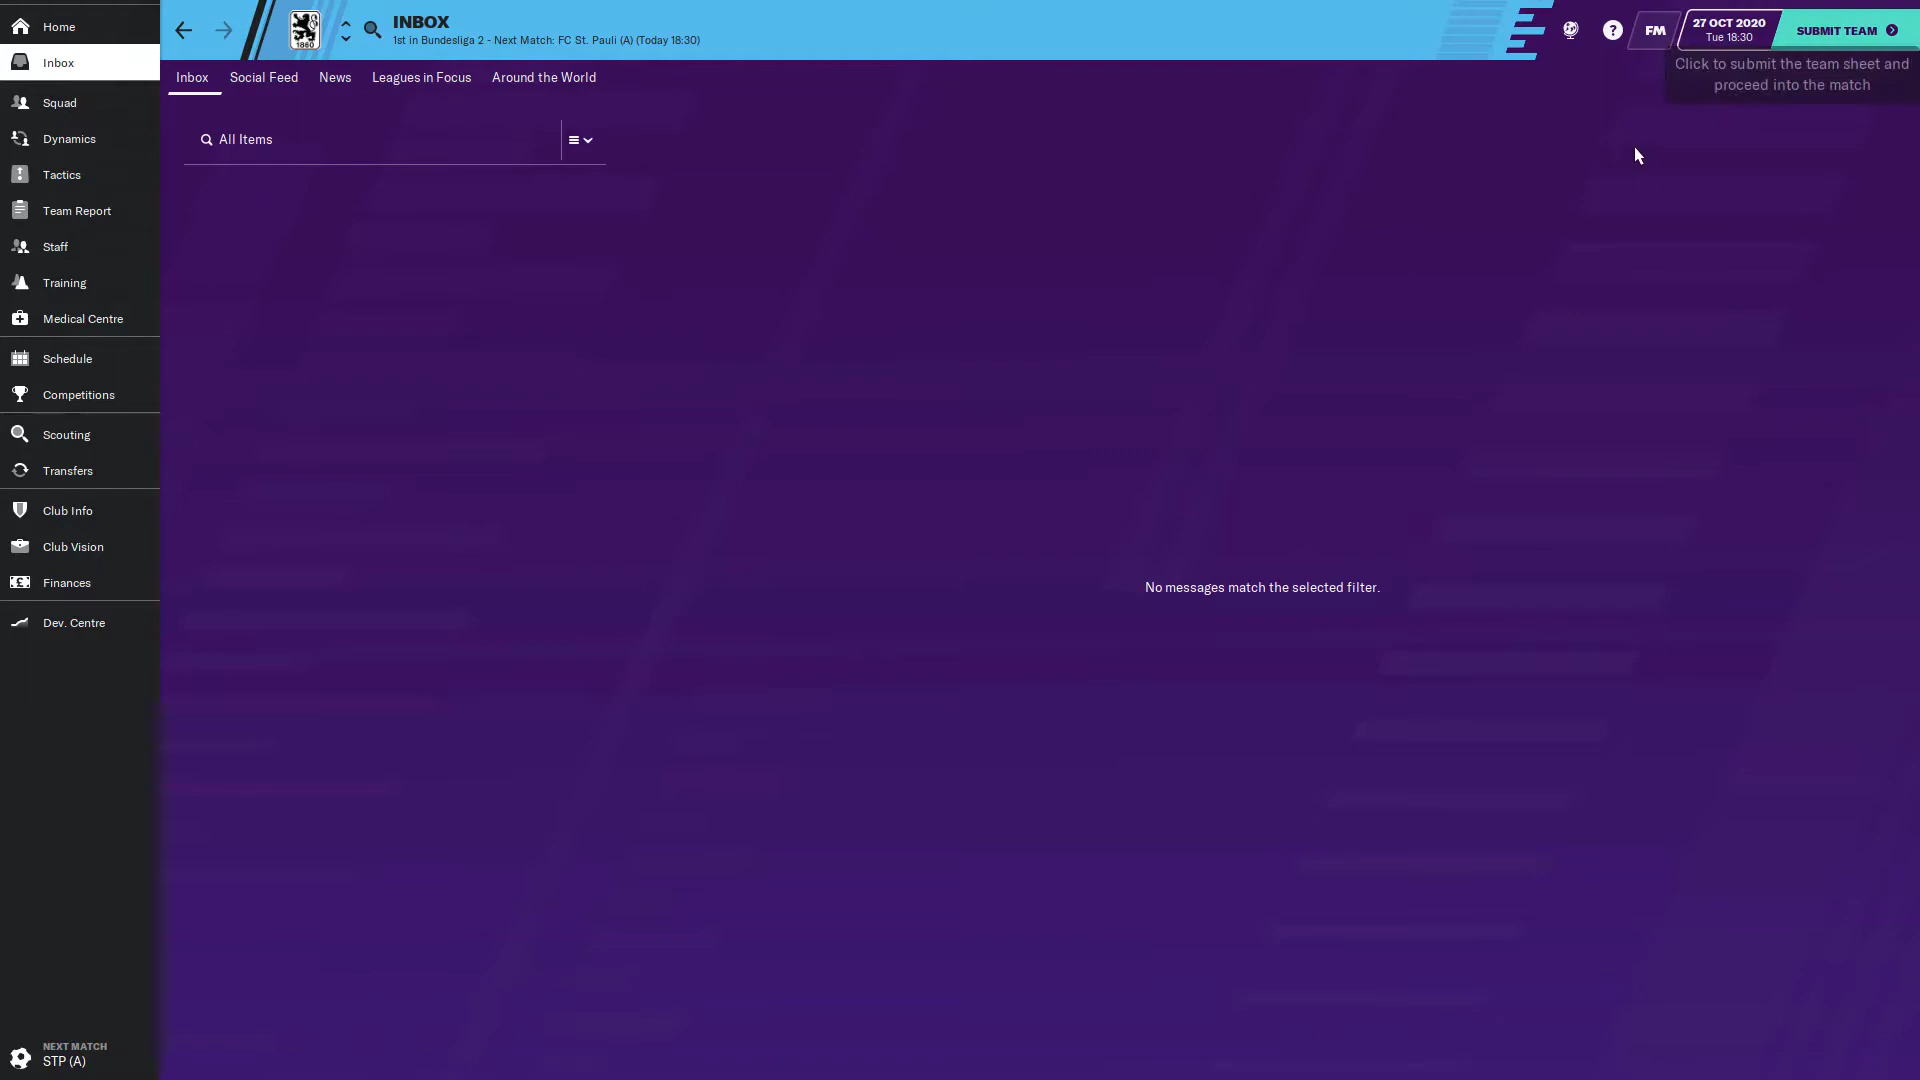 Home
Inbox
Squad
Dynamics
Tactics
Team Report
Staff
Training
Medical Centre
Schedule
Competitions
Scouting
Transfers
Club Info
Club Vision
Finances
Dev. Centre
NEXT MATCH
STP (A)
1860
INBOX
1st in Bundesliga 2 - Next Match: FC St. Pauli (A) (Today 18:30)
?
FM
27 OCT 2020
Tue 18:30
SUBMIT TEAM
Click to submit the team sheet and
proceed into the match
Inbox Social Feed News Leagues in Focus Around the World
All Items
No messages match the selected filter.